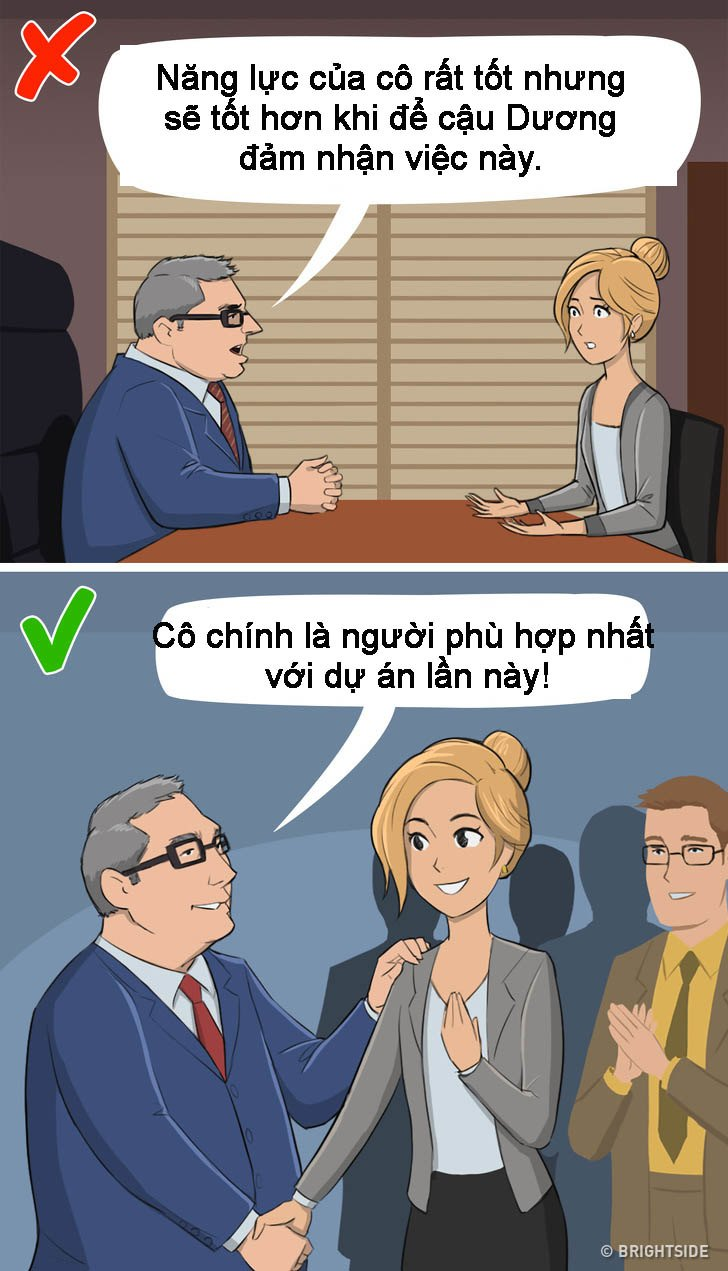 Năng lực của cô rất tốt nhưng
sẽ tốt hơn khi để cậu Dương
đảm nhận việc này.
Cô chính là người phù hợp nhất
với dự án lần này!
© BRIGHTSIDE